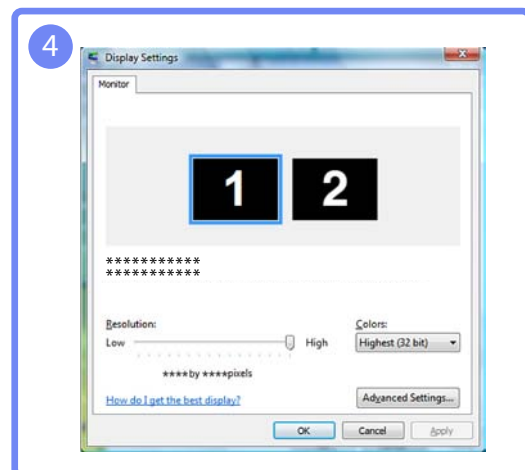 4
Display Settings
Monitor
1 2
***********
***********
Resolution:
Colors:
Low High Highest (32 bit)
****by ****pixels
How do I get the best display?
Advanced Settings...
OK Cancel Apply